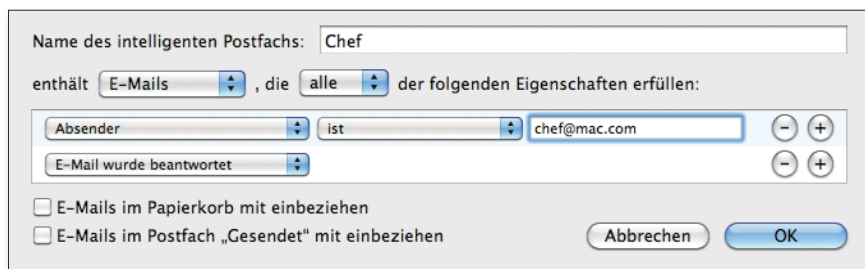 Name des intelligenten Postfachs: Chef
enthält E-Mails , die alle der folgenden Eigenschaften erfüllen:
Absender ist chef@mac.com
E-Mail wurde beantwortet
E-Mails im Papierkorb mit einbeziehen
E-Mails im Postfach „Gesendet“ mit einbeziehen
Abbrechen OK